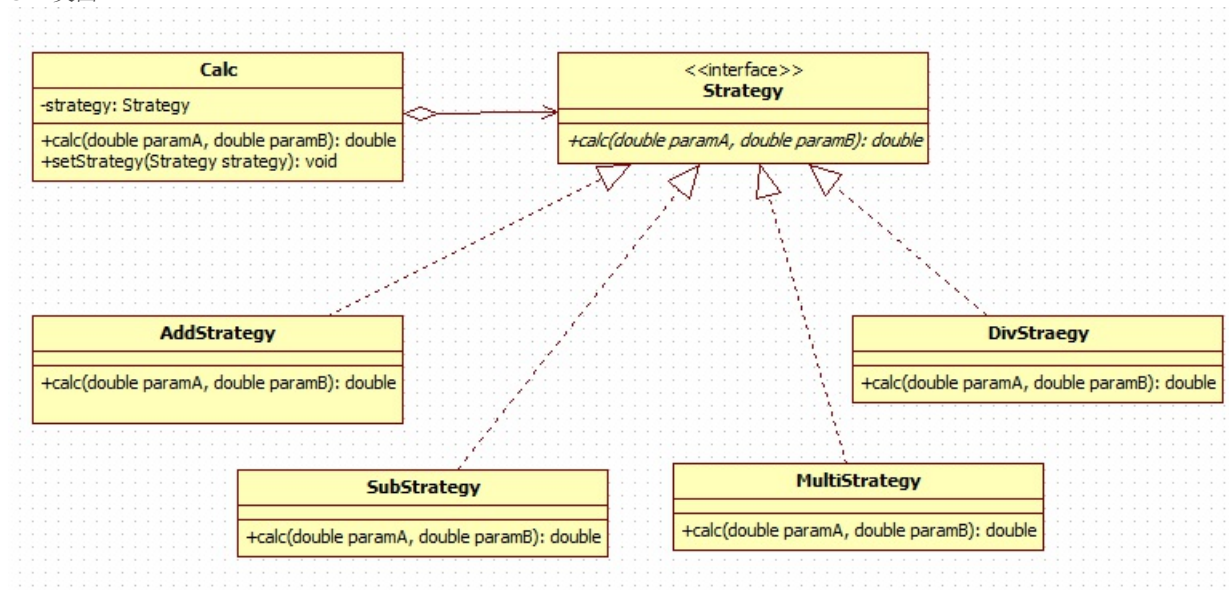 Calc
-strategy: Strategy
+calc(double paramA, double paramB): double
+setStrategy(Strategy strategy): void
<<interface>>
Strategy
+calc(double paramA, double paramB): double
AddStrategy
+calc(double paramA, double paramB): double
DivStraegy
+calc(double paramA, double paramB): double
SubStrategy
+calc(double paramA, double paramB): double
MultiStrategy
+calc(double paramA, double paramB): double